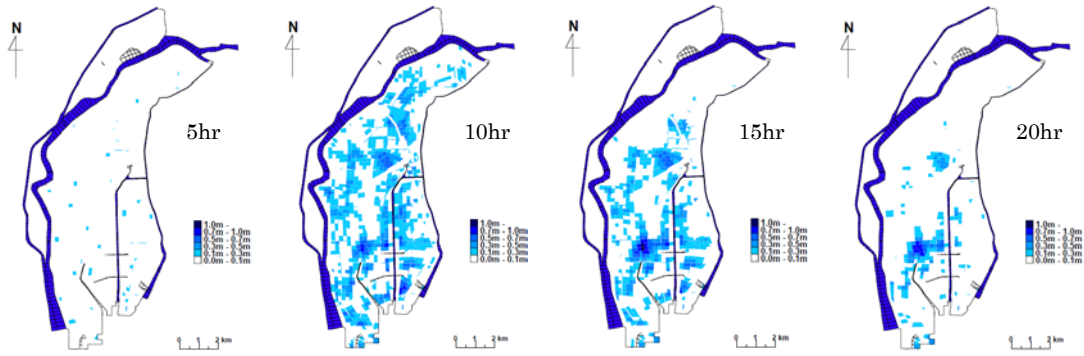 N
5hr
1.0m -
0.7m - 1.0m
0.5m - 0.7m
0.3m - 0.5m
0.1m - 0.3m
0.0m - 0.1m
0 1 2 km
N
10hr
1.0m -
0.7m - 1.0m
0.5m - 0.7m
0.3m - 0.5m
0.1m - 0.3m
0.0m - 0.1m
0 1 2 km
N
15hr
1.0m -
0.7m - 1.0m
0.5m - 0.7m
0.3m - 0.5m
0.1m - 0.3m
0.0m - 0.1m
0 1 2 km
N
20hr
1.0m -
0.7m - 1.0m
0.5m - 0.7m
0.3m - 0.5m
0.1m - 0.3m
0.0m - 0.1m
0 1 2 km